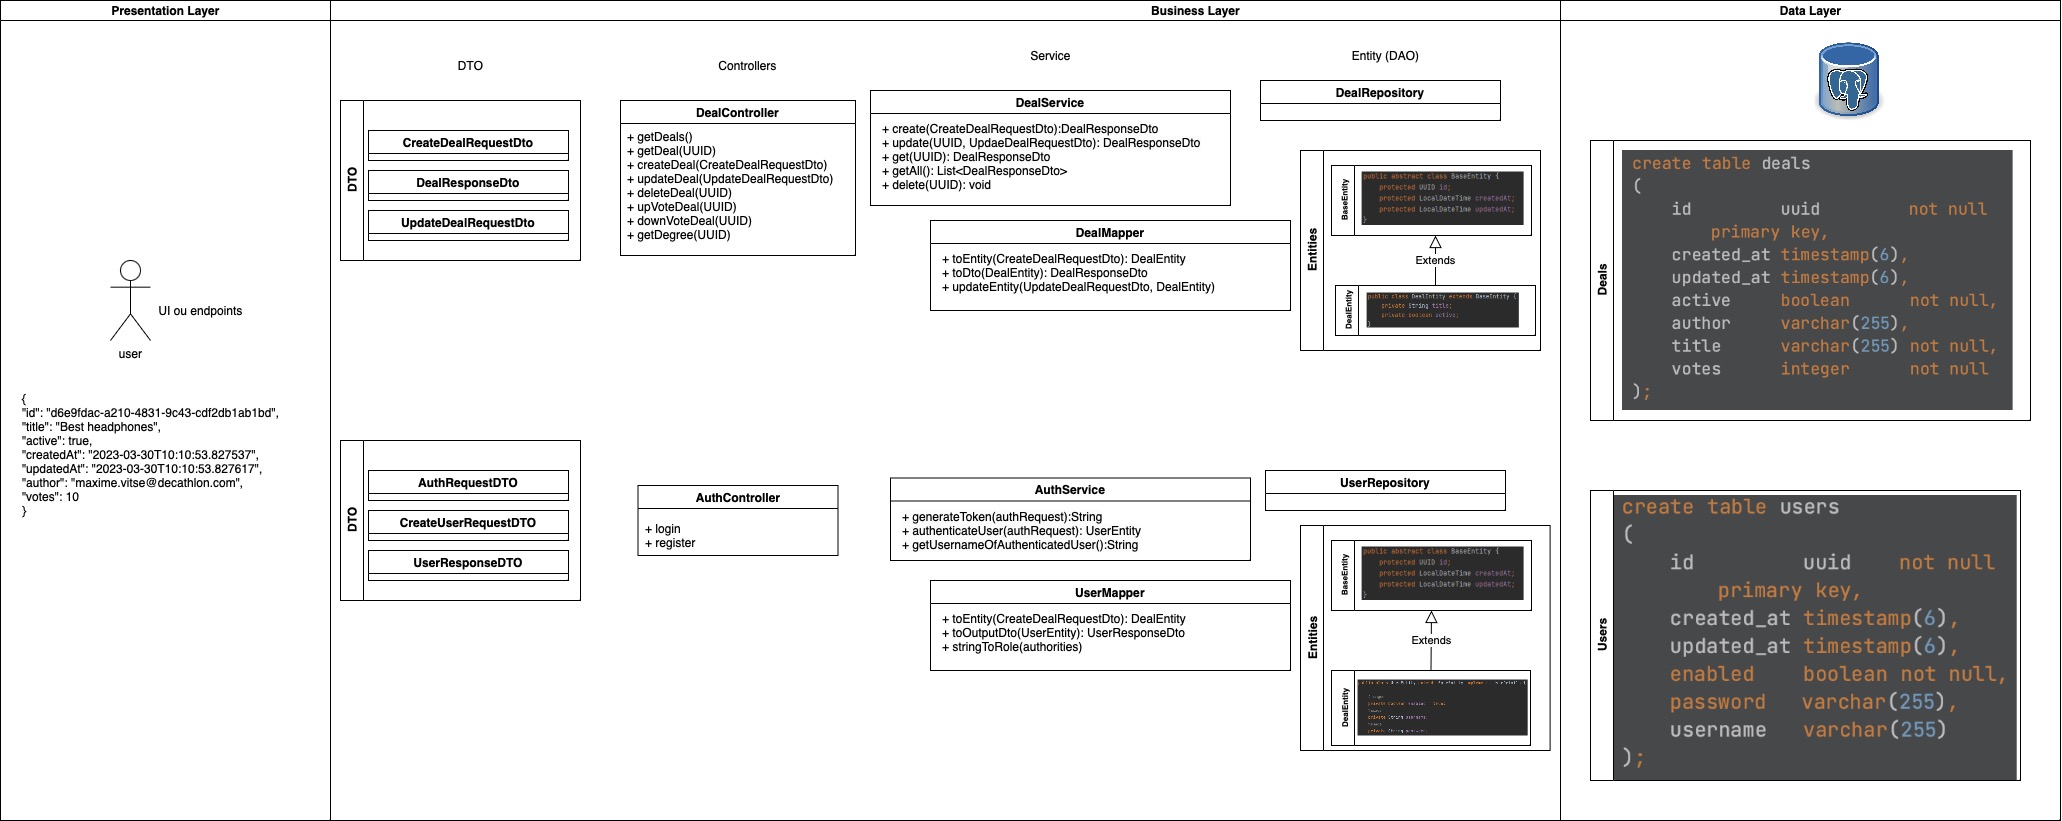 Presentation Layer
Business Layer
Data Layer
UI ou endpoints
user
{
"id": "d6e9fdac-a210-4831-9c43-cdf2db1ab1bd",
"title": "Best headphones",
"active": true,
"createdAt": "2023-03-30T10:10:53.827537",
"updatedAt": "2023-03-30T10:10:53.827617",
"author": "maxime.vitse@decathlon.com",
"votes": 10
}
DTO
Controllers
Service
Entity (DAO)
DTO
CreateDealRequestDto
DealResponseDto
UpdateDealRequestDto
DealController
+ getDeals()
+ getDeal(UUID)
+ createDeal(CreateDealRequestDto)
+ updateDeal(UpdateDealRequestDto)
+ deleteDeal(UUID)
+ upVoteDeal(UUID)
+ downVoteDeal(UUID)
+ getDegree(UUID)
DealService
+ create(CreateDealRequestDto):DealResponseDto
+ update(UUID, UpdaeDealRequestDto): DealResponseDto
+ get(UUID): DealResponseDto
+ getAll(): List<DealResponseDto>
+ delete(UUID): void
DealMapper
+ toEntity(CreateDealRequestDto): DealEntity
+ toDto(DealEntity): DealResponseDto
+ updateEntity(UpdateDealRequestDto, DealEntity)
DealRepository
Entities
BaseEntity
public abstract class BaseEntity {
protected UUID id;
protected LocalDateTime createdAt;
protected LocalDateTime updatedAt;
}
Extends
DealEntity
public class DealEntity extends BaseEntity {
private String title;
private boolean active;
}
Deals
create table deals
(
id uuid not null
primary key,
created_at timestamp(6),
updated_at timestamp(6),
active boolean not null,
author varchar(255),
title varchar(255) not null,
votes integer not null
);
DTO
AuthRequestDTO
CreateUserRequestDTO
UserResponseDTO
AuthController
+ login
+ register
AuthService
+ generateToken(authRequest):String
+ authenticateUser(authRequest): UserEntity
+ getUsernameOfAuthenticatedUser():String
UserMapper
+ toEntity(CreateDealRequestDto): DealEntity
+ toOutputDto(UserEntity): UserResponseDto
+ stringToRole(authorities)
UserRepository
Entities
BaseEntity
public abstract class BaseEntity {
protected UUID id;
protected LocalDateTime createdAt;
protected LocalDateTime updatedAt;
}
Extends
DealEntity
private String
private String
Users
create table users
(
id uuid not null
primary key,
created_at timestamp(6),
updated_at timestamp(6),
enabled boolean not null,
password varchar(255),
username varchar(255)
);